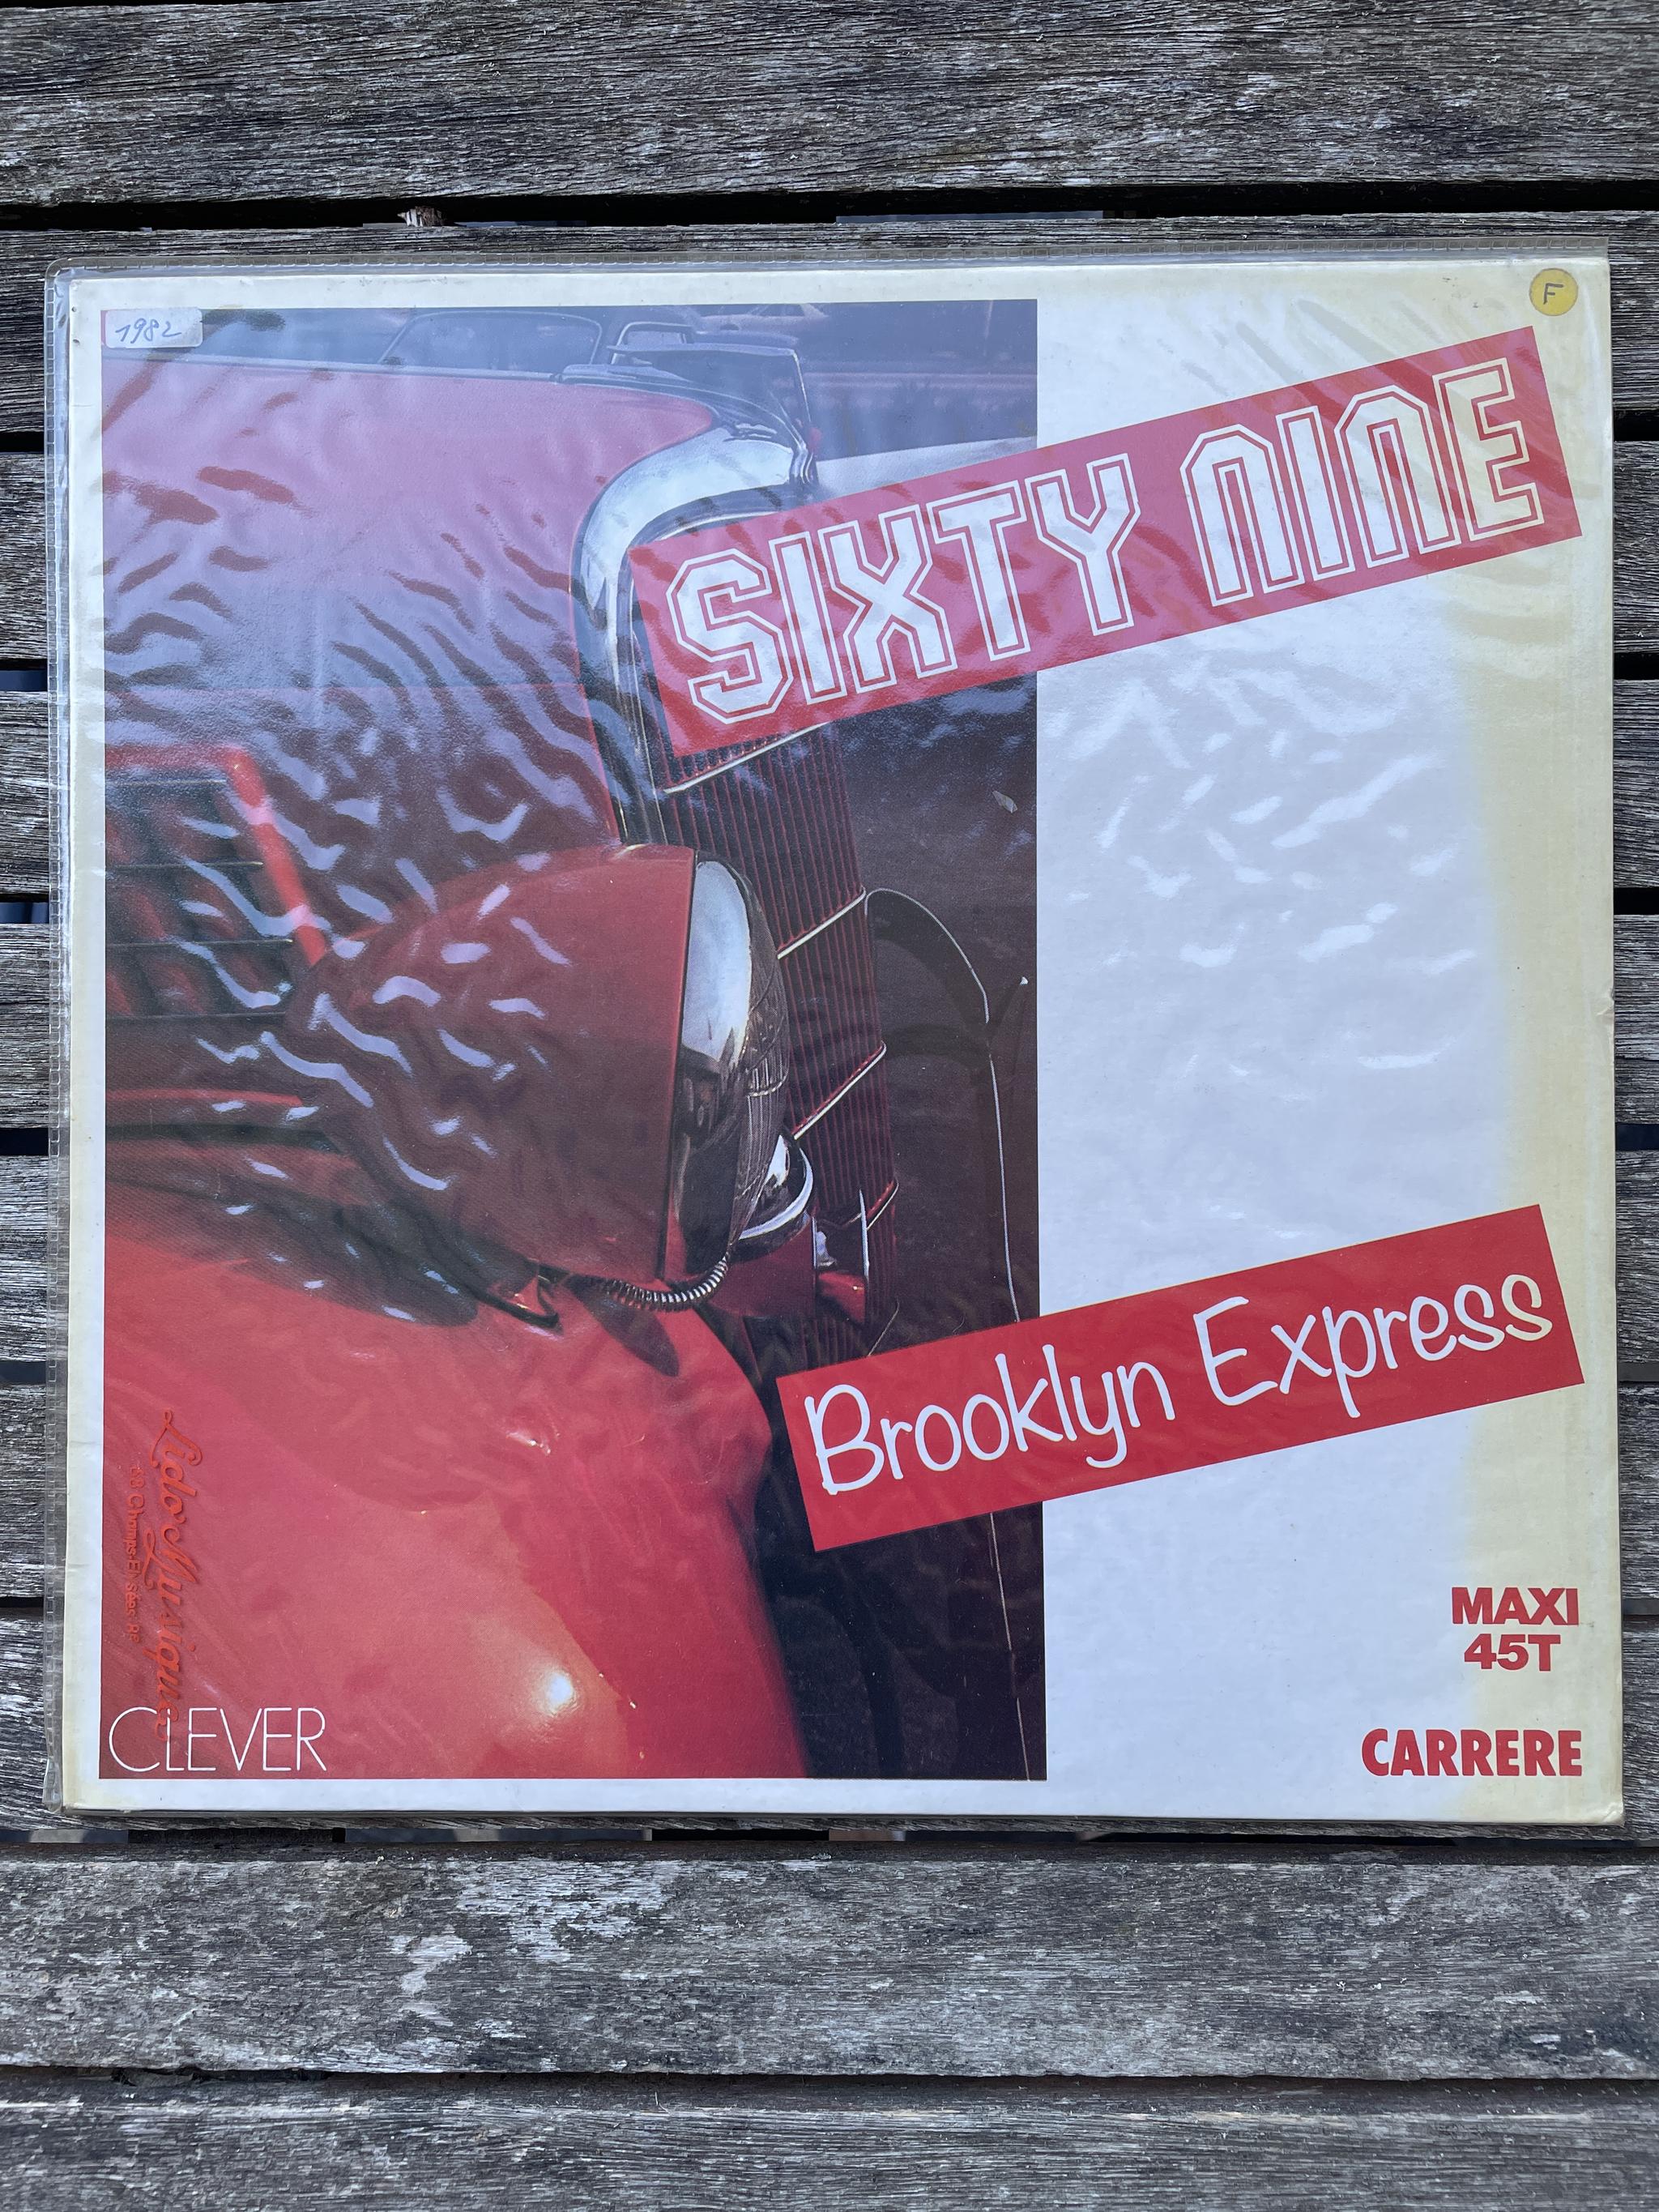 1982
F
SIXTY NINE
Brooklyn Express
MAXI
45T
CARRERE
Lido Musique
CLEVER